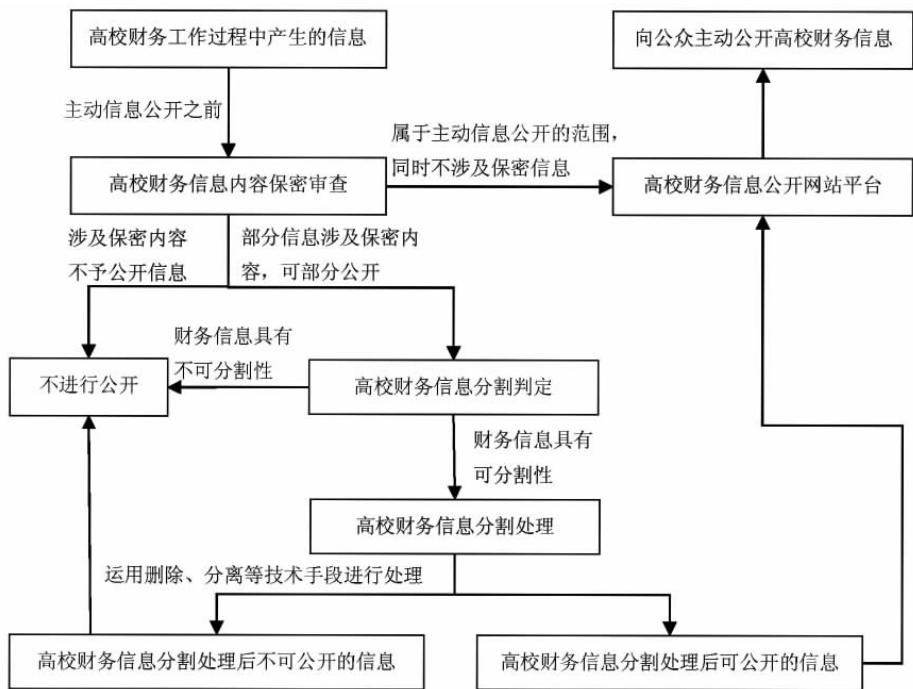 高校财务工作过程中产生的信息
向公众主动公开高校财务信息
主动信息公开之前
属于主动信息公开的范围，
同时不涉及保密信息
高校财务信息内容保密审查
高校财务信息公开网站平台
涉及保密内容
不予公开信息
部分信息涉及保密内
容，可部分公开
财务信息具有
不可分割性
不进行公开
高校财务信息分割判定
财务信息具有
可分割性
高校财务信息分割处理
运用删除、分离等技术手段进行处理
高校财务信息分割处理后不可公开的信息
高校财务信息分割处理后可公开的信息